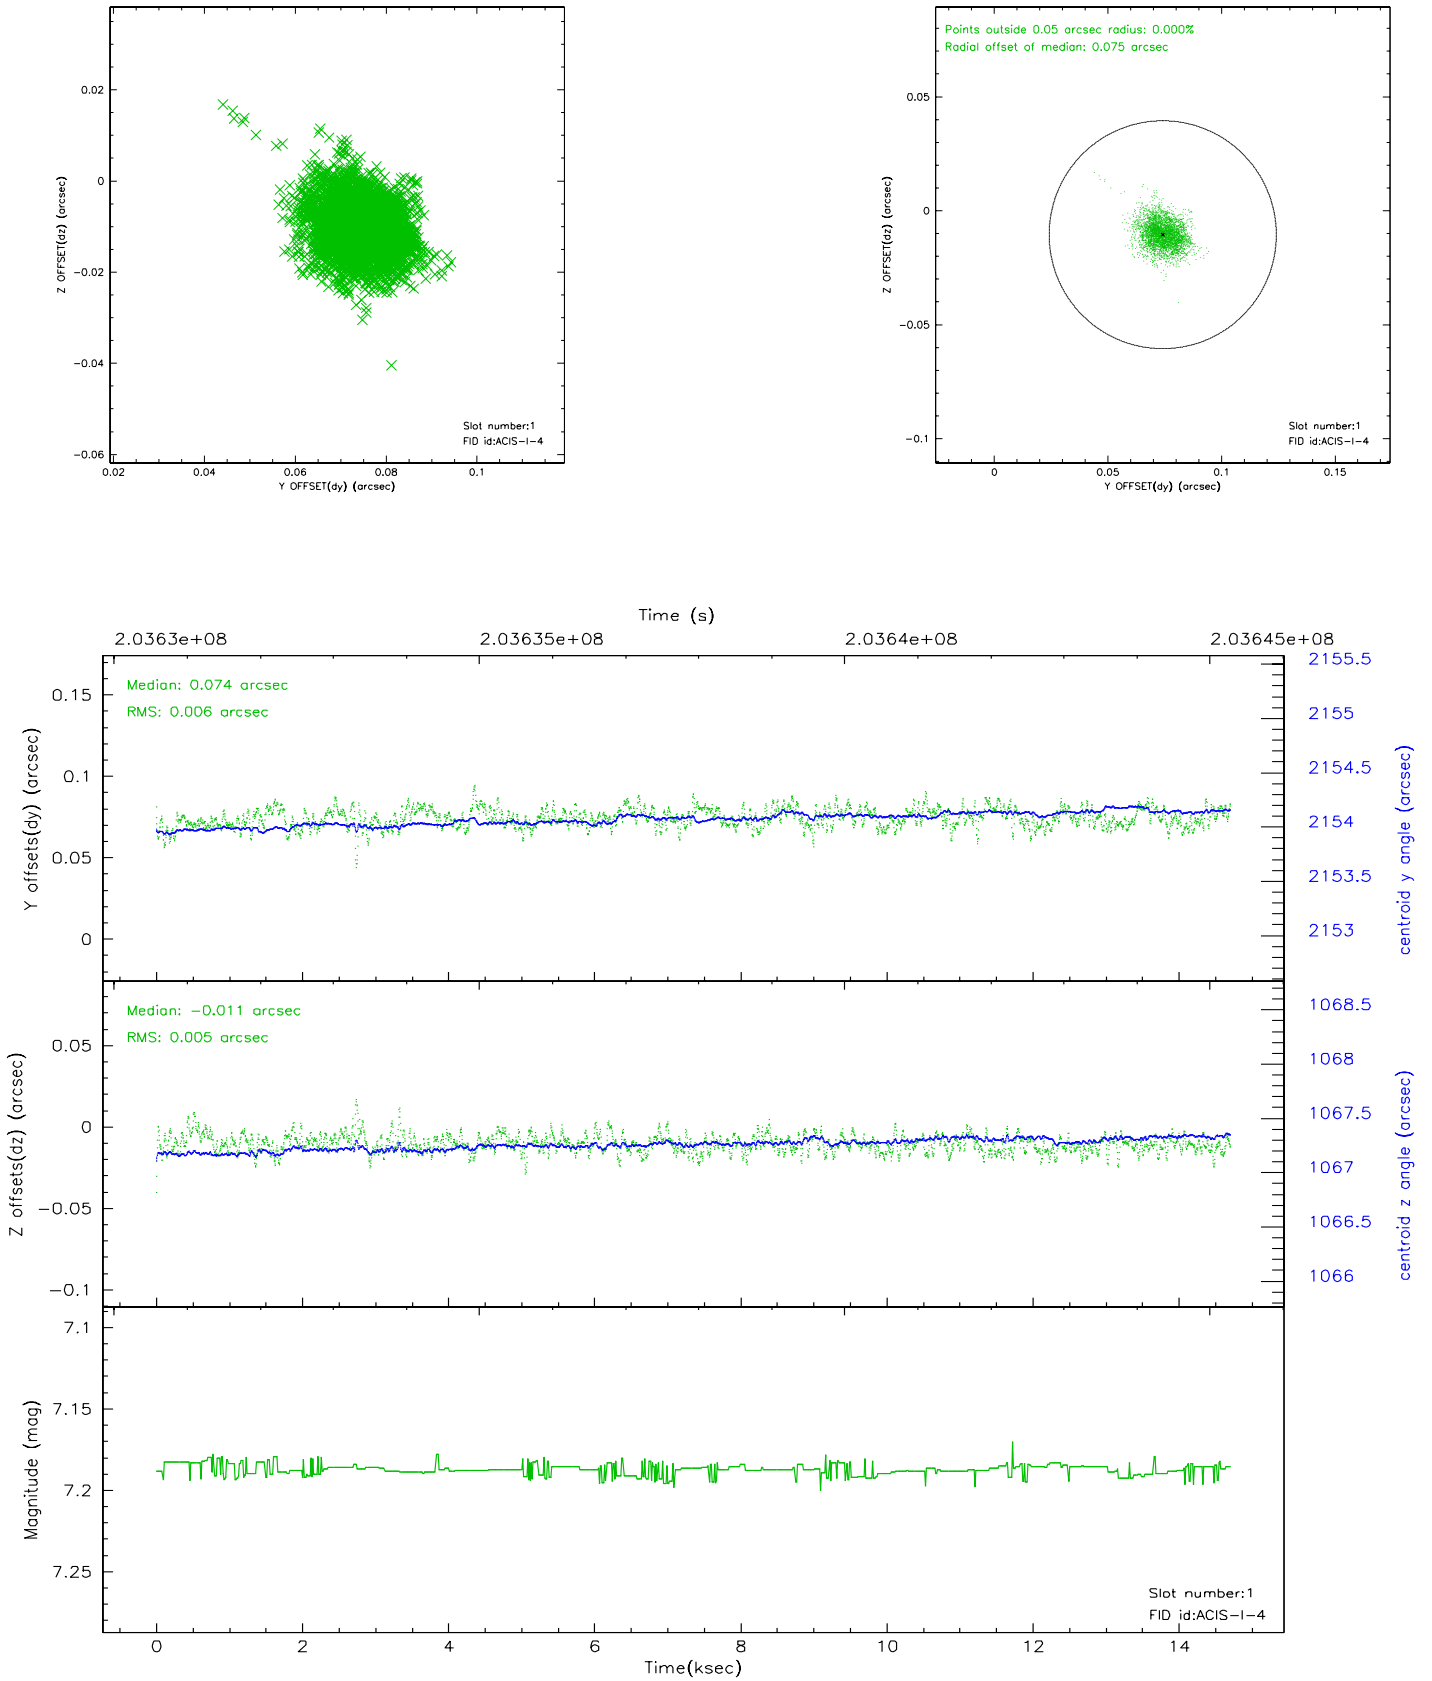 0.02
0
-0.02
-0.04
-0.06
Z OFFSET(dz) (arcsec)
0.02 0.04 0.06 0.08 0.1
Y OFFSET(dy) (arcsec)
Slot number:1
FID id:ACIS-I-4
Points outside 0.05 arcsec radius: 0.000%
Radial offset of median: 0.075 arcsec
0.05
0
-0.05
-0.1
Z OFFSET(dz) (arcsec)
0 0.05 0.1 0.15
Y OFFSET(dy) (arcsec)
Slot number:1
FID id:ACIS-I-4
Time (s)
2.0363e+08 2.03635e+08 2.0364e+08 2.03645e+08
Median: 0.074 arcsec
RMS: 0.006 arcsec
0.15
0.1
0.05
0
Y offsets(dy) (arcsec)
2155.5
2155
2154.5
2154
2153.5
2153
centroid y angle (arcsec)
Median: -0.011 arcsec
RMS: 0.005 arcsec
0.05
0
-0.05
-0.1
Z offsets(dz) (arcsec)
1068.5
1068
1067.5
1067
1066.5
1066
centroid z angle (arcsec)
7.1
7.15
7.2
7.25
Magnitude (mag)
Slot number:1
FID id:ACIS-I-4
0 2 4 6 8 10 12 14
Time(ksec)